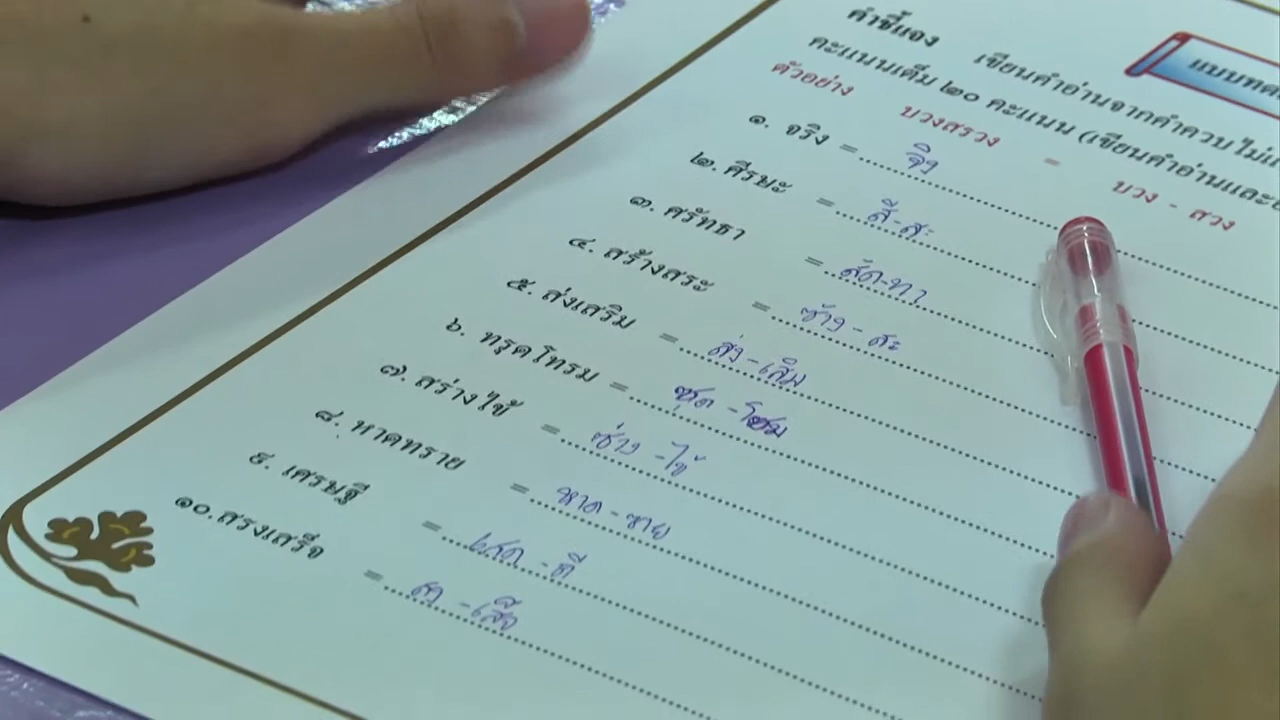 แบบทด
คำชี้แจง เขียนคำอ่านจากคำควบไม่แ
คะแนนเต็ม ๒๐ คะแนน (เขียนคำอ่านและ
ตัวอย่าง บวงสรวง = บวง - สวง
๑. จริง = จิง
๒. ศีรษะ = สี-สะ
๓. ศรัทธา = สัด-ทา
๔. สร้างสระ = ซ้าง - สะ
๕. ส่งเสริม = ส่ง - เสิม
๖. ทรุดโทรม = ซุด - โซม
๗. สร่างไข้ = ซ่าง - ไข้
๘. หาดทราย = หาด - ซาย
๙. เศรษฐี = เสด - ถี
๑๐. สรงเสร็จ = - เส็จ